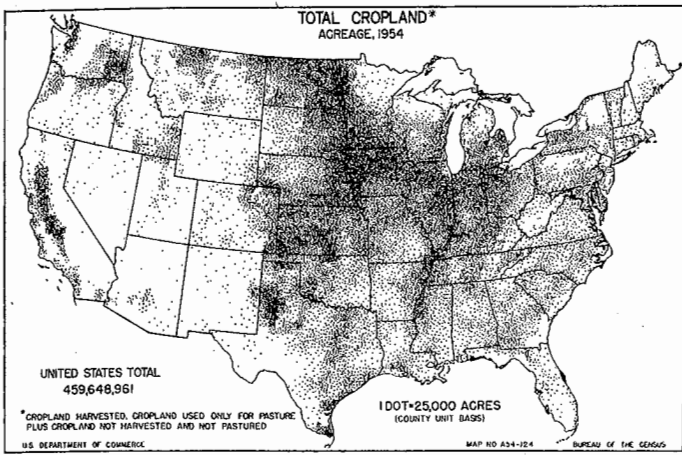 TOTAL CROPLAND*
ACREAGE, 1954
UNITED STATES TOTAL
459,648,961
*CROPLAND HARVESTED, CROPLAND USED ONLY FOR PASTURE
PLUS CROPLAND NOT HARVESTED AND NOT PASTURED
1 DOT=25,000 ACRES
(COUNTY UNIT BASIS)
U S DEPARTMENT OF COMMERCE
MAP NO A54-124
BUREAU OF THE CENSUS